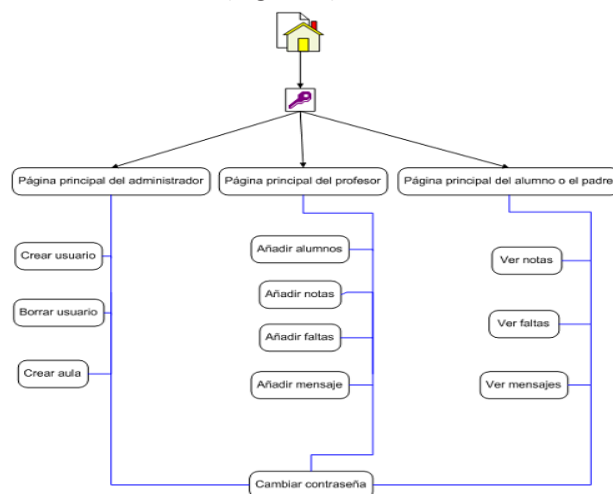 Página principal del administrador
Página principal del profesor
Página principal del alumno o el padre
Crear usuario
Borrar usuario
Crear aula
Añadir alumnos
Añadir notas
Añadir faltas
Añadir mensaje
Ver notas
Ver faltas
Ver mensajes
Cambiar contraseña